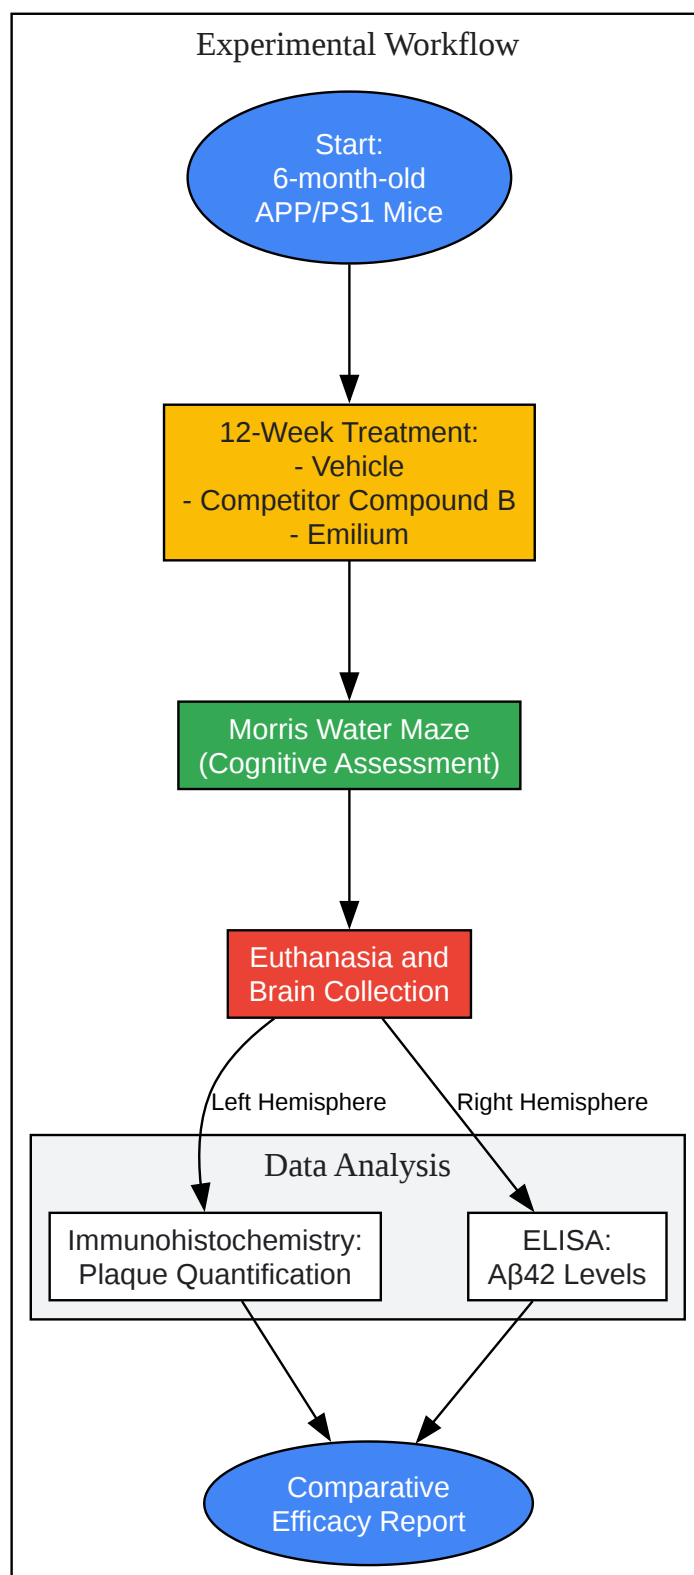 Experimental Workflow
Start:
6-month-old
APP/PS1 Mice
12-Week Treatment:
- Vehicle
- Competitor Compound B
- Emilium
Morris Water Maze
(Cognitive Assessment)
Euthanasia and
Brain Collection
Left Hemisphere
Right Hemisphere
Data Analysis
Immunohistochemistry:
Plaque Quantification
ELISA:
Aβ42 Levels
Comparative
Efficacy Report